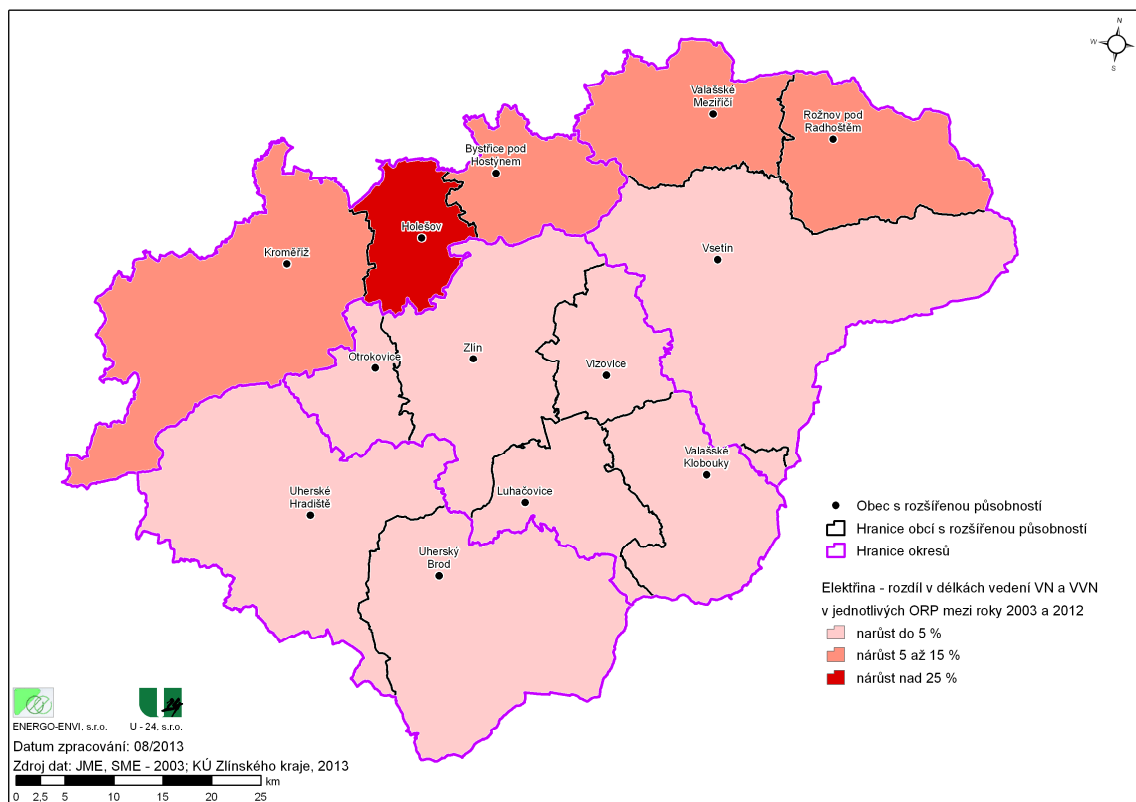 N
W
S
Valašské
Meziříčí
Rožnov pod
Radhoštěm
Bystřice pod
Hostynem
Holešov
Kroměříž
Vsetín
Zlín
Otrokovice
Vizovice
Valašské
Klobouky
Uherské
Hradiště
Luhačovice
Uherský
Brod
Obec s rozšířenou působností
Hranice obcí s rozšířenou působností
Hranice okresů
Elektřina - rozdíl v délkách vedení VN a VVN
v jednotlivých ORP mezi roky 2003 a 2012
narůst do 5 %
nárůst 5 až 15 %
nárůst nad 25 %
ENERGO-ENVI. s.r.o. U - 24. s.r.o.
Datum zpracování: 08/2013
Zdroj dat: JME, SME - 2003; KÚ Zlínského kraje, 2013
km
0 2,5 5 10 15 20 25